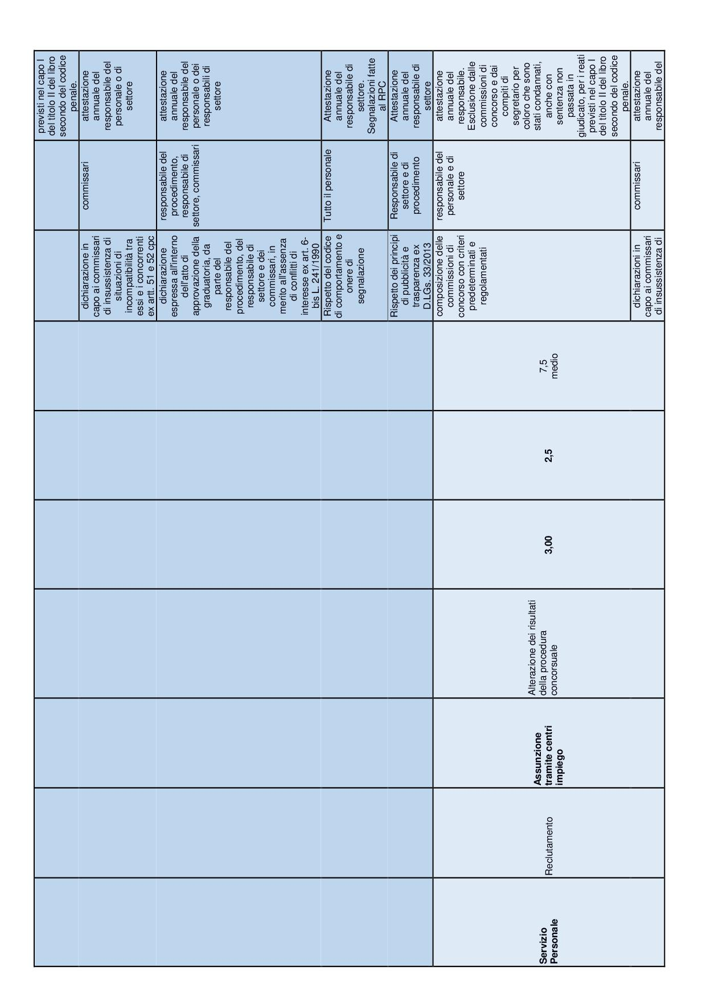 previsti nel capo I
del titolo II del libro
secondo del codice
penale.
dichiarazione in
capo ai commissari
di insussistenza di
situazioni di
incompatibilità tra
essi e i concorrenti
ex artt. 51 e 52 cpc
commissari
attestazione
annuale del
responsabile del
personale o di
settore
dichiarazione
espressa all'interno
dell'atto di
approvazione della
graduatoria, da
parte del
responsabile del
procedimento, del
responsabile di
settore e dei
commissari, in
merito all'assenza
di conflitti di
interesse ex art. 6-
bis L. 241/1990
responsabile del
procedimento,
responsabile di
settore, commissari
attestazione
annuale del
responsabile del
personale o dei
responsabili di
settore
Rispetto del codice
di comportamento e
onere di
segnalazione
Tutto il personale
Attestazione
annuale del
responsabile di
settore.
Segnalazioni fatte
al RPC
Rispetto dei principi
di pubblicità e
trasparenza ex
D.LGs. 33/2013
Responsabile di
settore e di
procedimento
Attestazione
annuale del
responsabile di
settore
Servizio
Personale
Reclutamento
Assunzione
tramite centri
impiego
Alterazione dei risultati
della procedura
concorsuale
3,00
2,5
7,5
medio
composizione delle
commissioni di
concorso con criteri
predeterminati e
regolamentati
responsabile del
personale e di
settore
attestazione
annuale del
responsabile.
Esclusione dalle
commissioni di
concorso e dai
compiti di
segretario per
coloro che sono
stati condannati,
anche con
sentenza non
passata in
giudicato, per i reati
previsti nel capo I
del titolo II del libro
secondo del codice
penale.
dichiarazioni in
capo ai commissari
di insussistenza di
commissari
attestazione
annuale del
responsabile del